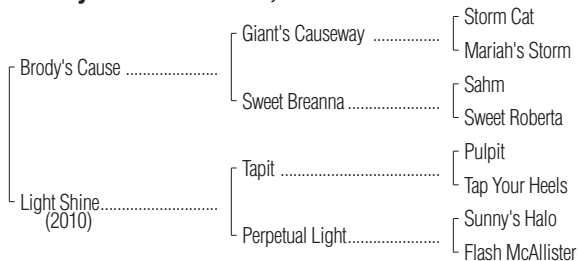 Storm Cat
Giant's Causeway ..................
Mariah's Storm
Brody's Cause ........................
Sahm
Sweet Breanna ........................
Sweet Roberta
Pulpit
Tapit ..........................................
Tap Your Heels
Light Shine...............................
(2010)
Sunny's Halo
Perpetual Light........................
Flash McAllister